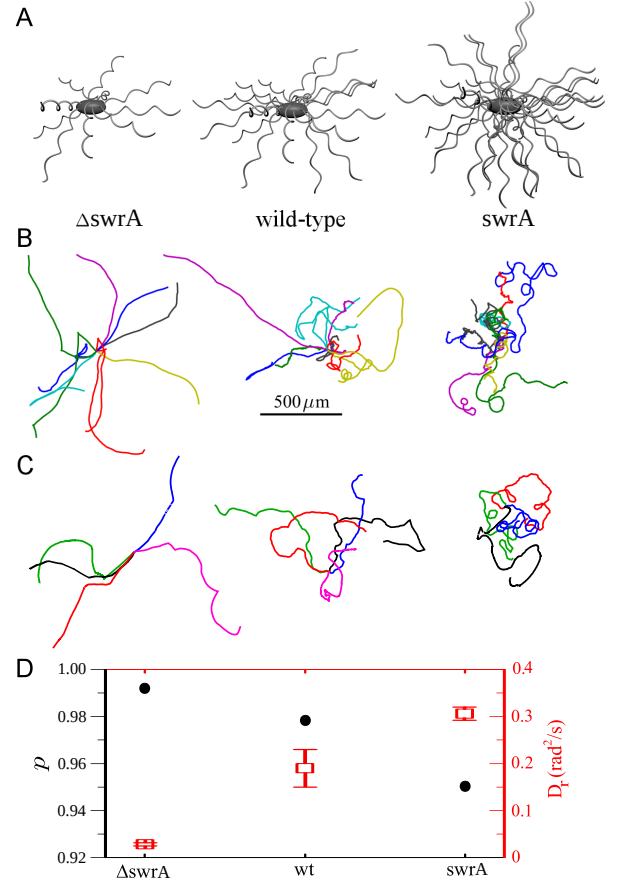 A
ΔswrA wild-type swrA
B
500 μm
C
D
1.00 0.4
0.98 0.3
0.96 0.2
0.94 0.1
0.92 0
p
D_r (rad²/s)
ΔswrA wt swrA